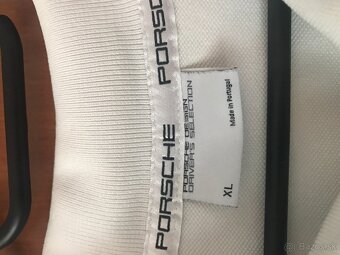 PORSCHE
PORSCHE
PORSCHE DESIGN
DRIVER'S SELECTION
XL
Made in Portugal